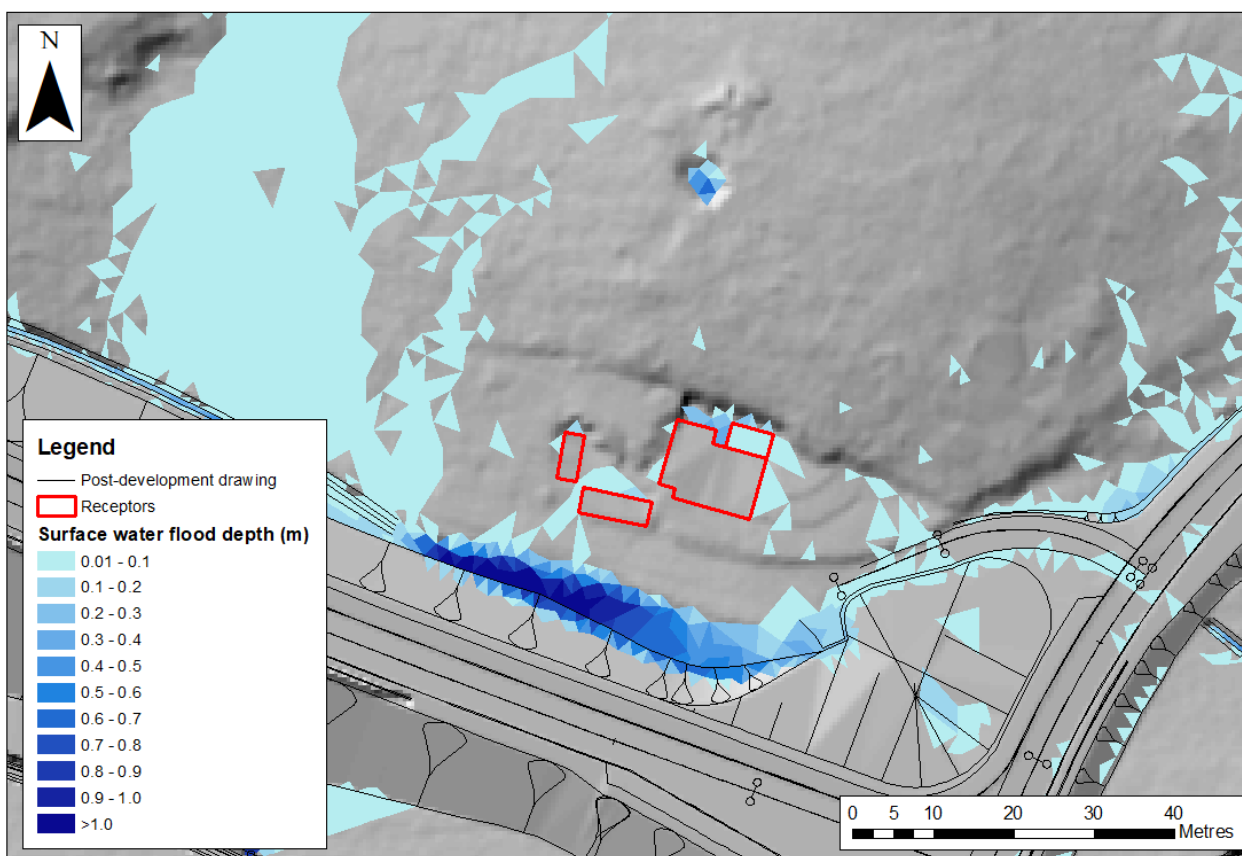 N
Legend
Post-development drawing
Receptors
Surface water flood depth (m)
0.01 - 0.1
0.1 - 0.2
0.2 - 0.3
0.3 - 0.4
0.4 - 0.5
0.5 - 0.6
0.6 - 0.7
0.7 - 0.8
0.8 - 0.9
0.9 - 1.0
>1.0
0 5 10 20 30 40
Metres